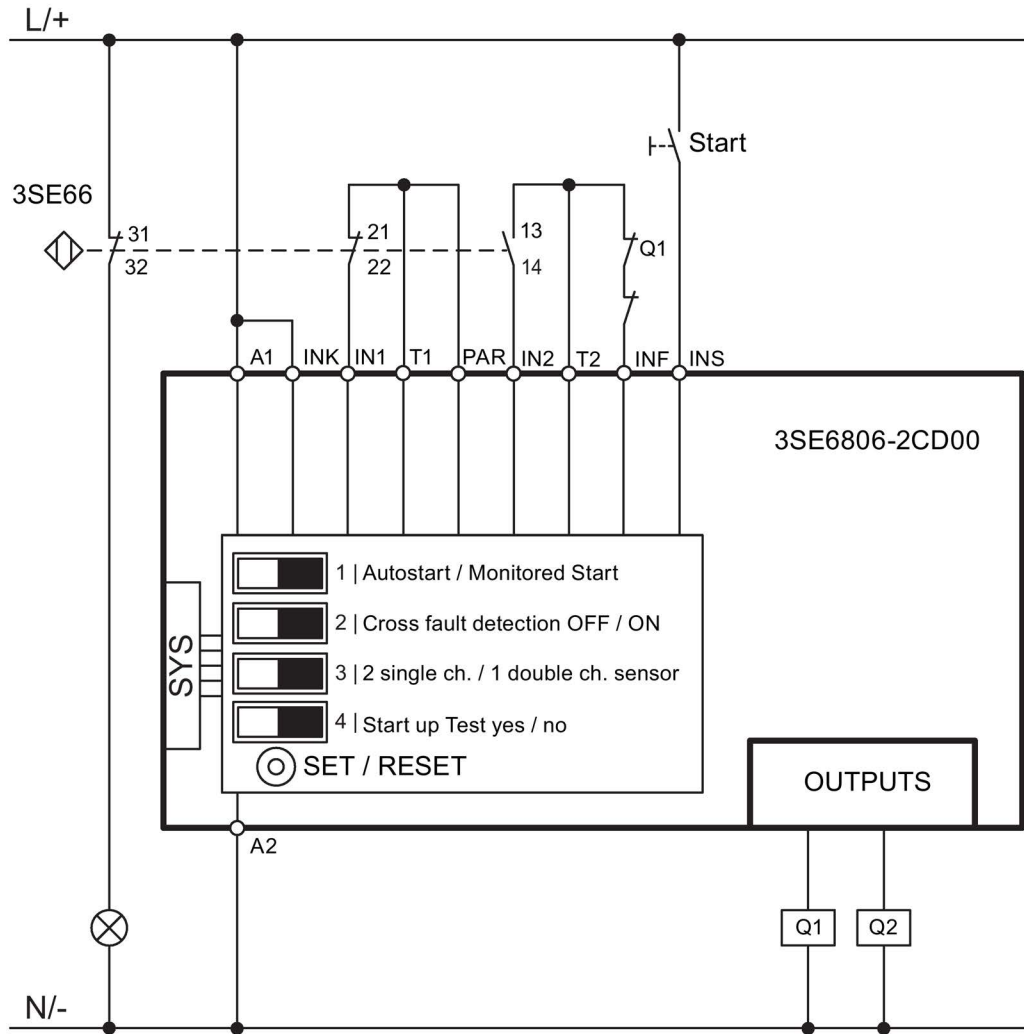 L/+
Start
3SE66
31
32
21
22
13
14
Q1
A1 INK IN1 T1 PAR IN2 T2 INF INS
3SE6806-2CD00
1 | Autostart / Monitored Start
2 | Cross fault detection OFF / ON
3 | 2 single ch. / 1 double ch. sensor
4 | Start up Test yes / no
SET / RESET
SYS
OUTPUTS
A2
Q1 Q2
N/-